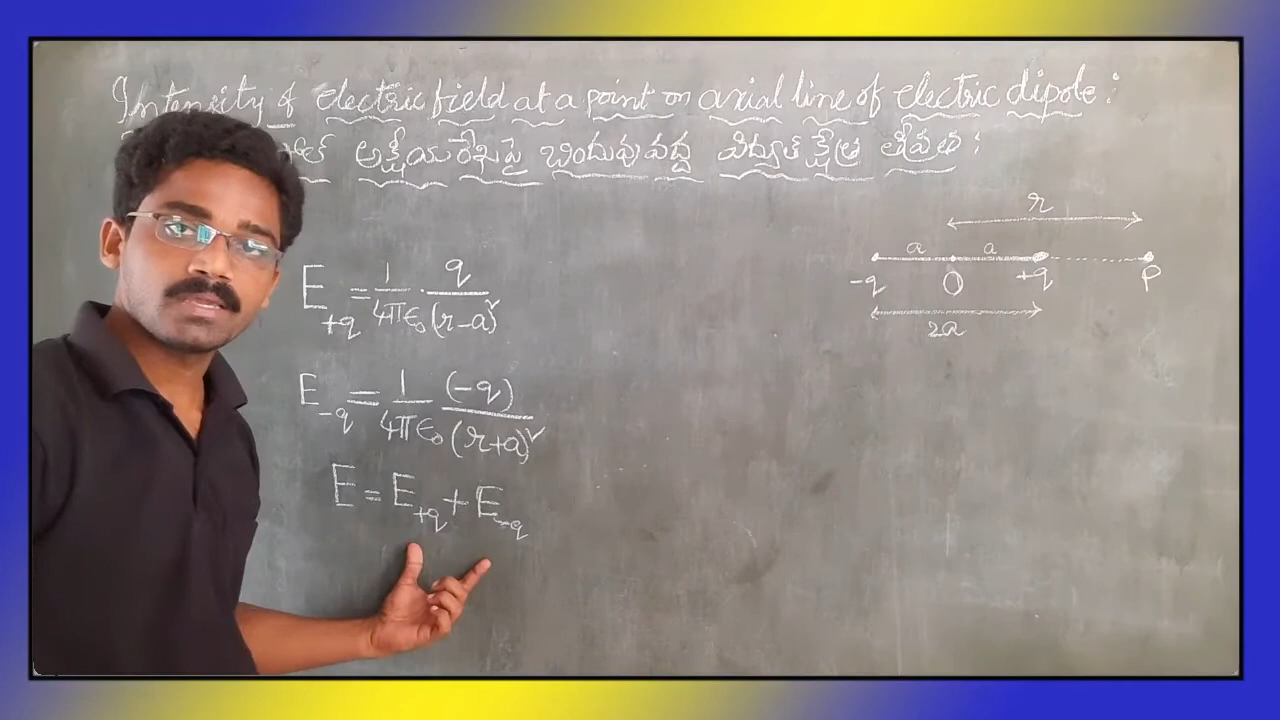 Intensity of electric field at a point on axial line of electric dipole :
అక్షీయ రేఖపై బిందువు వద్ద విద్యుత్ క్షేత్ర తీవ్రత :
r
a a
-q O +q P
2a
E+q = 1/4πε₀ · q/(r-a)²
E-q = 1/4πε₀ (-q)/(r+a)²
E = E+q + E-q